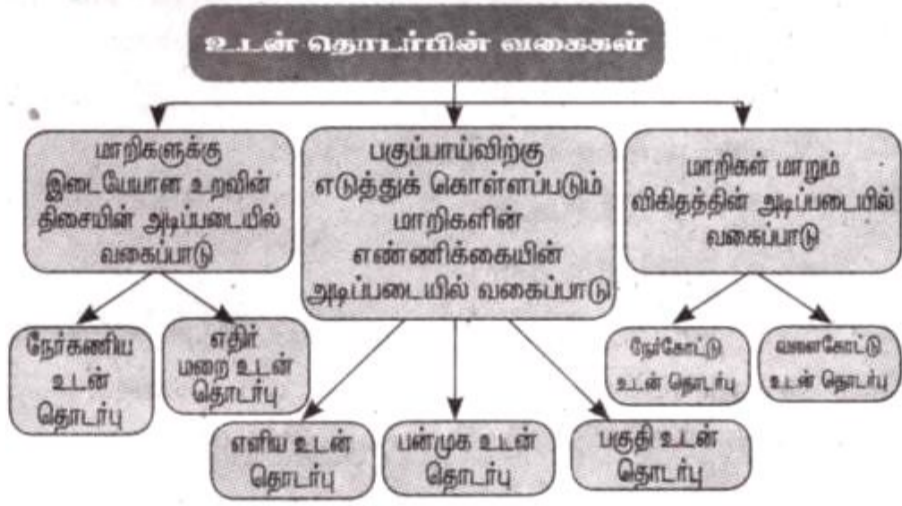 உடன் தொடர்பின் வகைகள்
மாறிகளுக்கு
இடையேயான உறவின்
திசையின் அடிப்படையில்
வகைப்பாடு
பகுப்பாய்விற்கு
எடுத்துக் கொள்ளப்படும்
மாறிகளின்
எண்ணிக்கையின்
அடிப்படையில் வகைப்பாடு
மாறிகள் மாறும்
விகிதத்தின் அடிப்படையில்
வகைப்பாடு
நேர்கணிய
உடன்
தொடர்பு
எதிர்
மறை உடன்
தொடர்பு
எளிய உடன்
தொடர்பு
பன்முக உடன்
தொடர்பு
பகுதி உடன்
தொடர்பு
நேர்கோட்டு
உடன் தொடர்பு
வளைகோட்டு
உடன் தொடர்பு